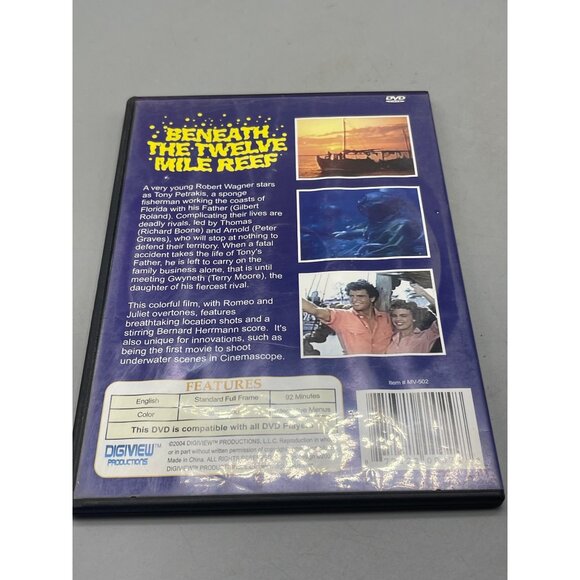 DVD
BENEATH
THE TWELVE
MILE REEF
A very young Robert Wagner stars
as Tony Petrakis, a sponge
fisherman working the coasts of
Florida with his Father (Gilbert
Roland). Complicating their lives are
deadly rivals, led by Thomas
(Richard Boone) and Arnold (Peter
Graves), who will stop at nothing to
defend their territory. When a fatal
accident takes the life of Tony's
Father, he is left to carry on the
family business alone, that is until
meeting Gwyneth (Terry Moore), the
daughter of his fiercest rival.
This colorful film, with Romeo and
Juliet overtones, features
breathtaking location shots and a
stirring Bernard Herrmann score. It's
also unique for innovations, such as
being the first movie to shoot
underwater scenes in Cinemascope.
Item # MV-502
FEATURES
English Standard Full Frame 92 Minutes
Color Menus
This DVD is compatible with all DVD
DIGIVIEW™
PRODUCTIONS
©2004 DIGIVIEW™ PRODUCTIONS, L.L.C. Reproduction in
or in part without written permission of
Made in China. ALL RIGHTS
DIGIVIEW™